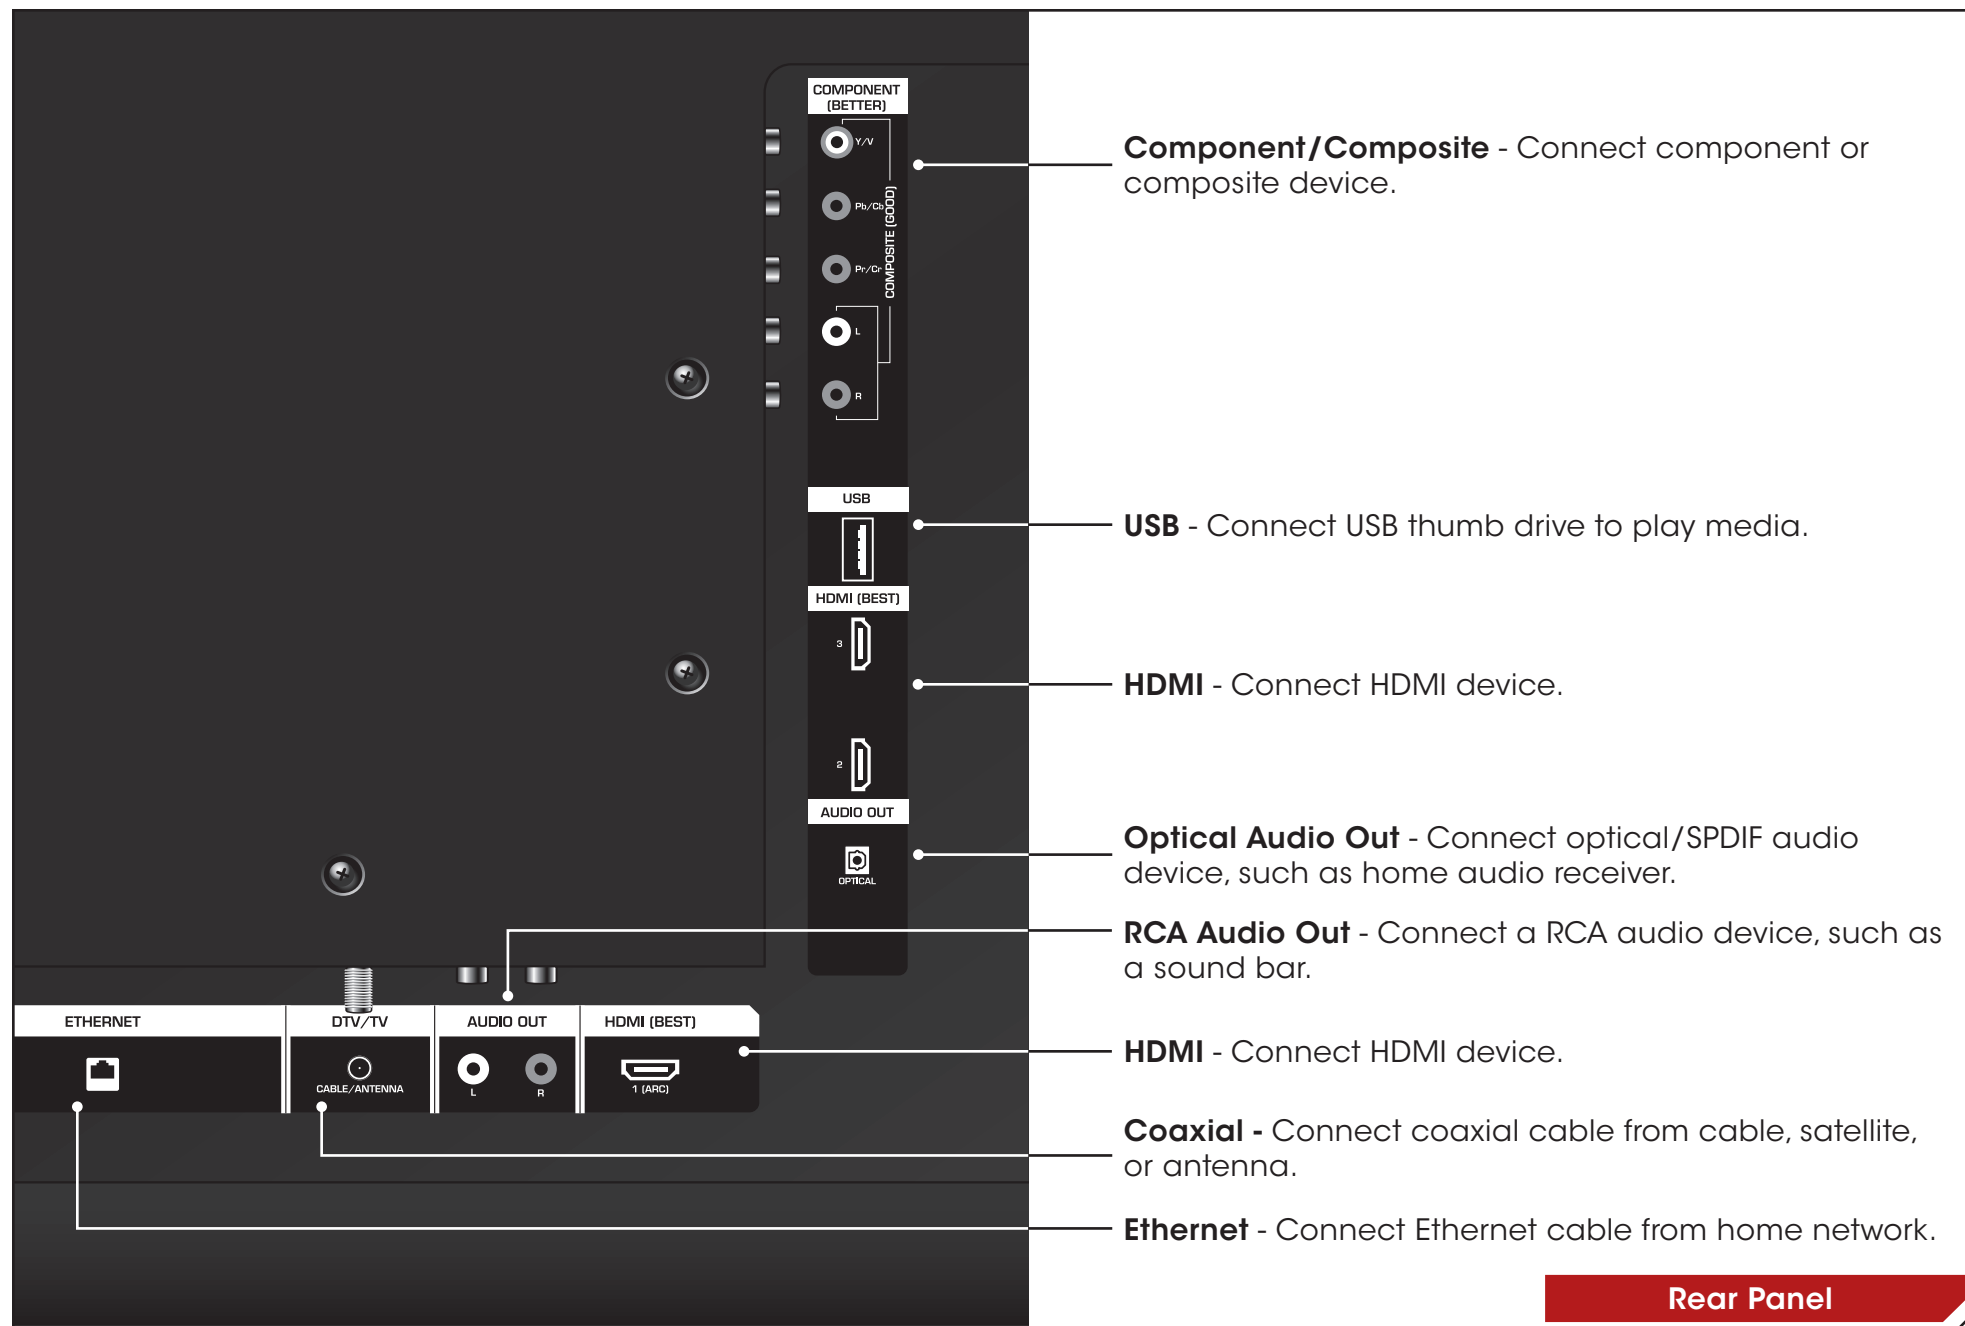 COMPONENT
(BETTER)
Y/V
Pb/Cb
Pr/Cr
COMPOSITE (GOOD)
L
R
USB
HDMI (BEST)
3
2
AUDIO OUT
OPTICAL
ETHERNET
DTV/TV
CABLE/ANTENNA
AUDIO OUT
L
R
HDMI (BEST)
1 (ARC)
Component/Composite - Connect component or
composite device.
USB - Connect USB thumb drive to play media.
HDMI - Connect HDMI device.
Optical Audio Out - Connect optical/SPDIF audio
device, such as home audio receiver.
RCA Audio Out - Connect a RCA audio device, such as
a sound bar.
HDMI - Connect HDMI device.
Coaxial - Connect coaxial cable from cable, satellite,
or antenna.
Ethernet - Connect Ethernet cable from home network.
Rear Panel